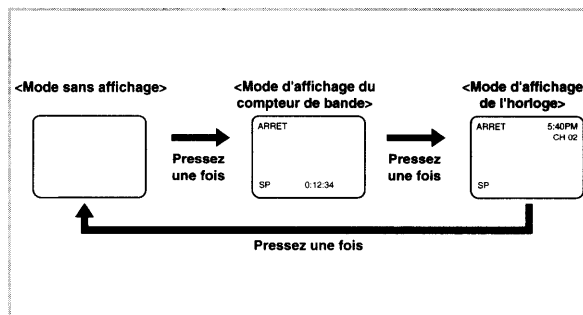 <Mode sans affichage>
<Mode d'affichage du
compteur de bande>
<Mode d'affichage
de l'horloge>
ARRET
SP 0:12:34
ARRET 5:40PM
CH 02
SP
Pressez
une fois
Pressez
une fois
Pressez une fois